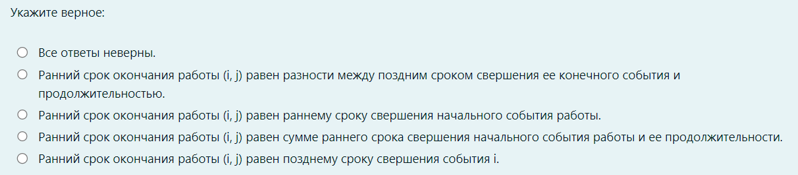 Укажите верное:
Все ответы неверны.
Ранний срок окончания работы (i, j) равен разности между поздним сроком свершения ее конечного события и
продолжительностью.
Ранний срок окончания работы (i, j) равен раннему сроку свершения начального события работы.
Ранний срок окончания работы (i, j) равен сумме раннего срока свершения начального события работы и ее продолжительности.
Ранний срок окончания работы (i, j) равен позднему сроку свершения события i.